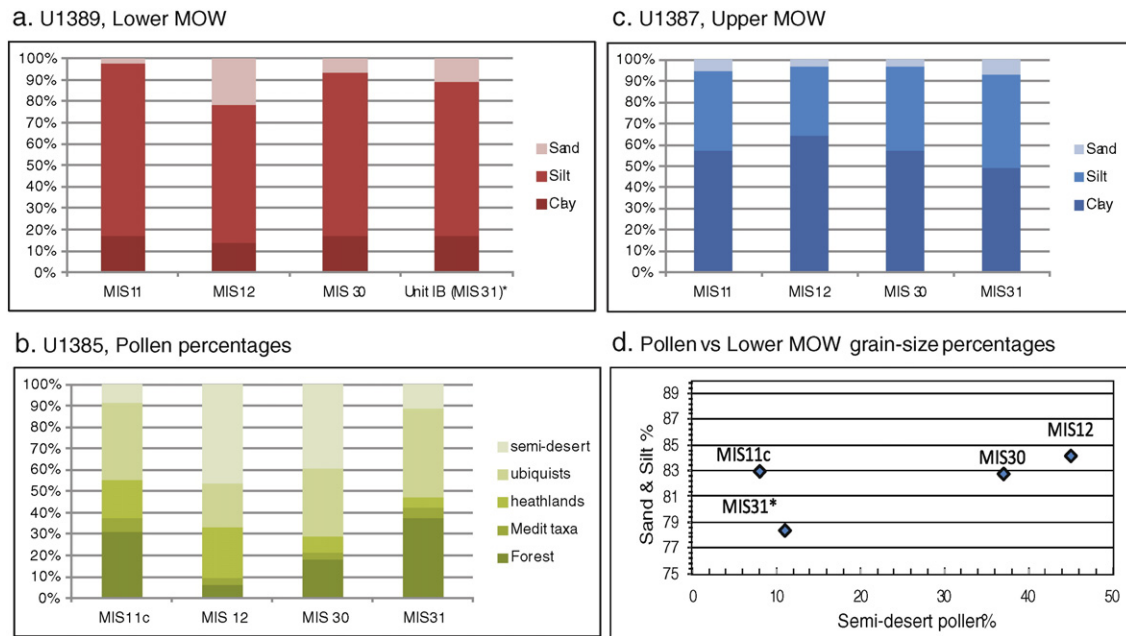 a. U1389, Lower MOW
100%
90%
80%
70%
60%
50%
40%
30%
20%
10%
0%
MIS11
MIS12
MIS 30
Unit IB (MIS31)*
Sand
Silt
Clay
c. U1387, Upper MOW
100%
90%
80%
70%
60%
50%
40%
30%
20%
10%
0%
MIS11
MIS12
MIS 30
MIS31
Sand
Silt
Clay
b. U1385, Pollen percentages
100%
90%
80%
70%
60%
50%
40%
30%
20%
10%
0%
MIS11c
MIS 12
MIS 30
MIS31
semi-desert
ubiquists
heathlands
Medit taxa
Forest
d. Pollen vs Lower MOW grain-size percentages
Sand & Silt %
89
87
85
83
81
79
77
75
MIS11c
MIS31*
MIS30
MIS12
0
10
20
30
40
50
Semi-desert pollen%